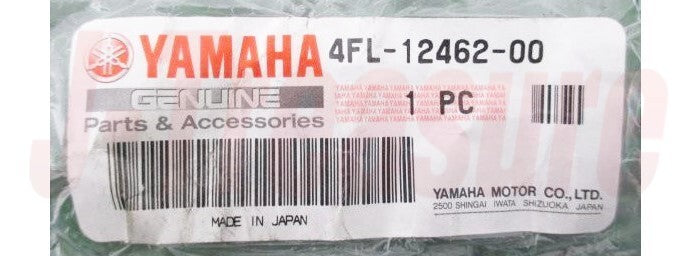 YAMAHA 4FL-12462-00
GENUINE 1 PC
Parts & Accessories
YAMAHA MOTOR CO., LTD.
2500 SHINGAI IWATA SHIZUOKA JAPAN
MADE IN JAPAN